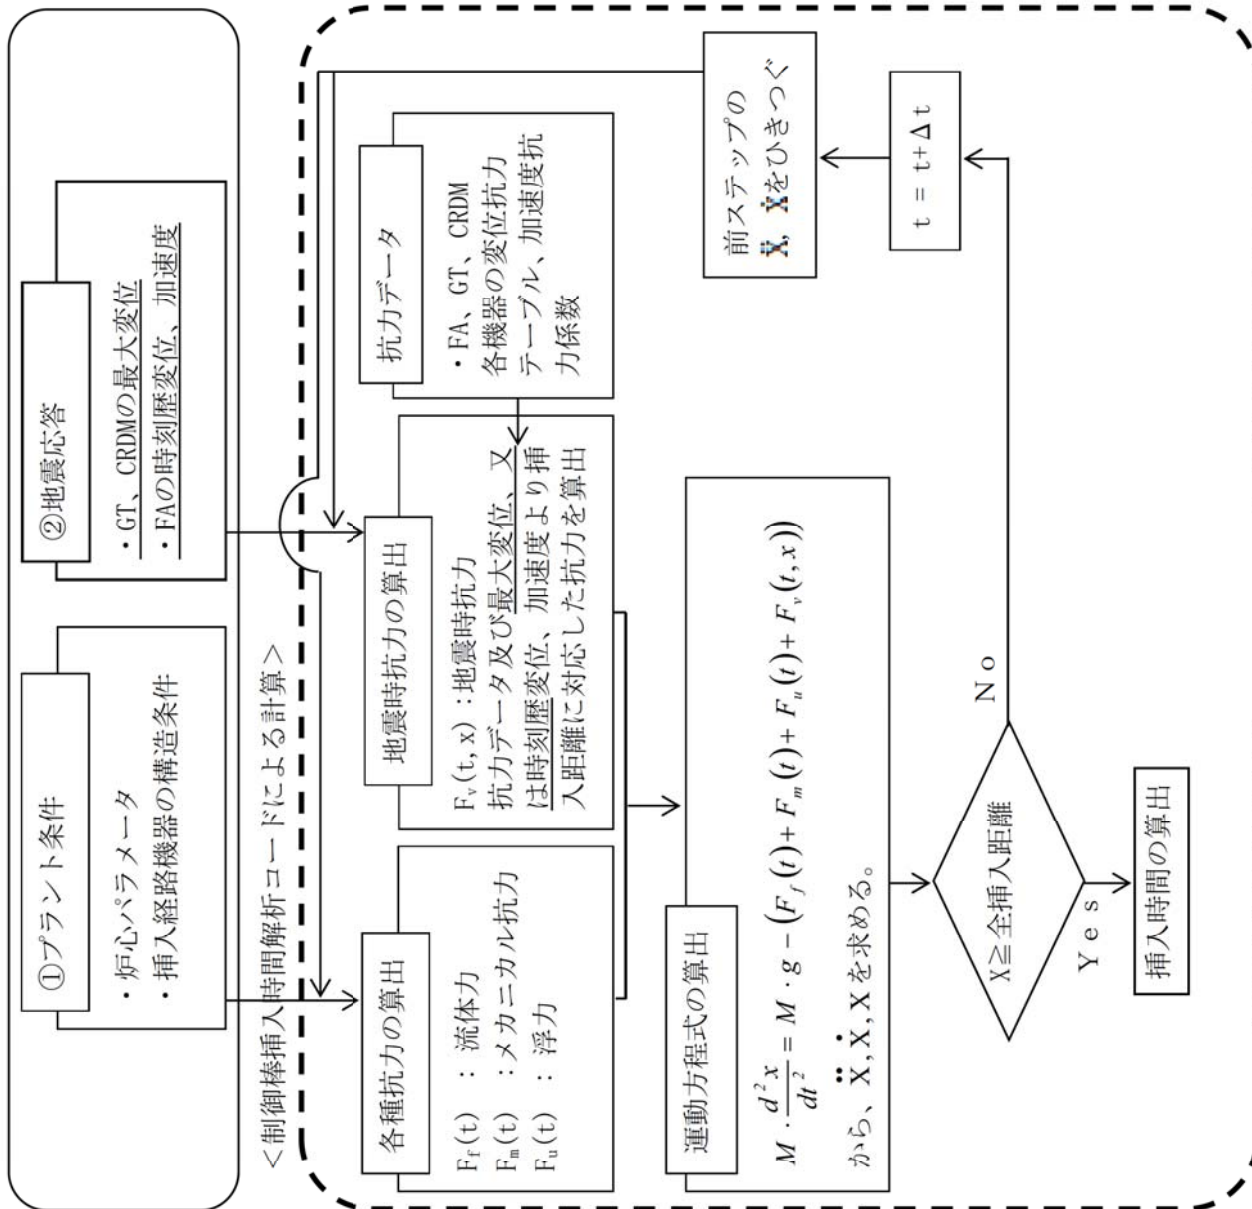 ①プラント条件
・炉心パラメータ
・挿入経路機器の構造条件
②地震応答
・GT、CRDMの最大変位
・FAの時刻歴変位、加速度
＜制御棒挿入時間解析コードによる計算＞
各種抗力の算出
F_f(t) ：流体力
F_m(t) ：メカニカル抗力
F_u(t) ：浮力
地震時抗力の算出
F_v(t,x)：地震時抗力
抗力データ及び最大変位、又
は時刻歴変位、加速度より挿
入距離に対応した抗力を算出
抗力データ
・FA、GT、CRDM
各機器の変位抗力
テーブル、加速度抗
力係数
運動方程式の算出
M・d²x/dt² = M・g − (F_f(t) + F_m(t) + F_u(t) + F_v(t,x))
から、Ẍ,Ẋ,Xを求める。
前ステップの
Ẍ, Ẋをひきつぐ
t = t+Δt
X≧全挿入距離
No
Yes
挿入時間の算出